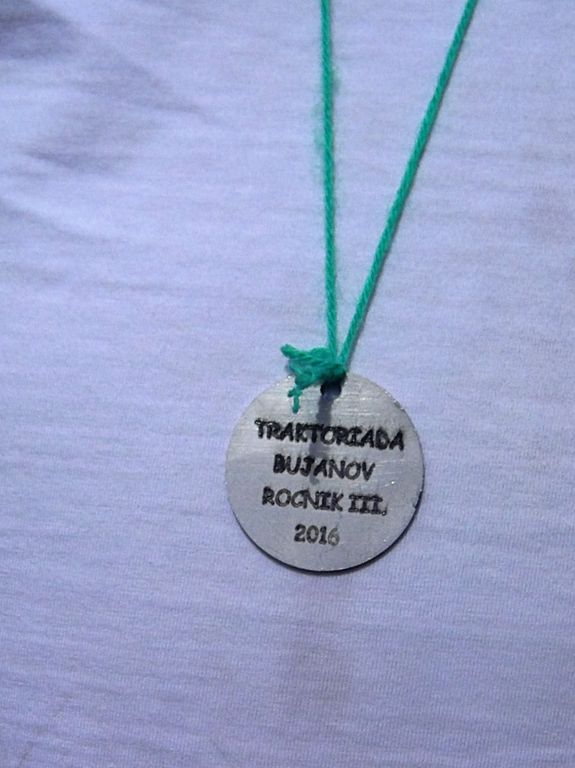 TRAKTORIADA
BUJANOV
ROCNIK III.
2016